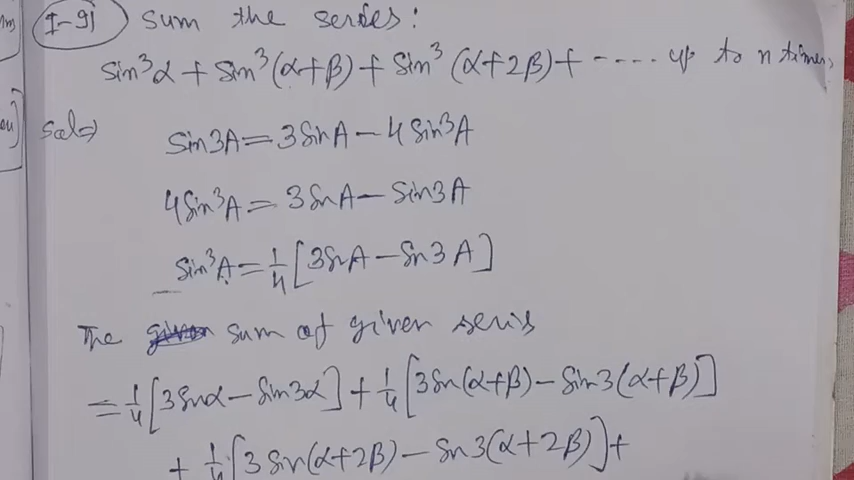 I-91 Sum the series:
sin³α + sin³(α+β) + sin³(α+2β) + ----- up to n times
Sol⇒
sin3A = 3sinA - 4sin³A
4sin³A = 3sinA - sin3A
sin³A = 1/4 [3sinA - sin3A]
The sum of given seris
= 1/4 [3sinα - sin3α] + 1/4 [3sin(α+β) - sin3(α+β)]
+ 1/4 [3sin(α+2β) - sin3(α+2β)] +